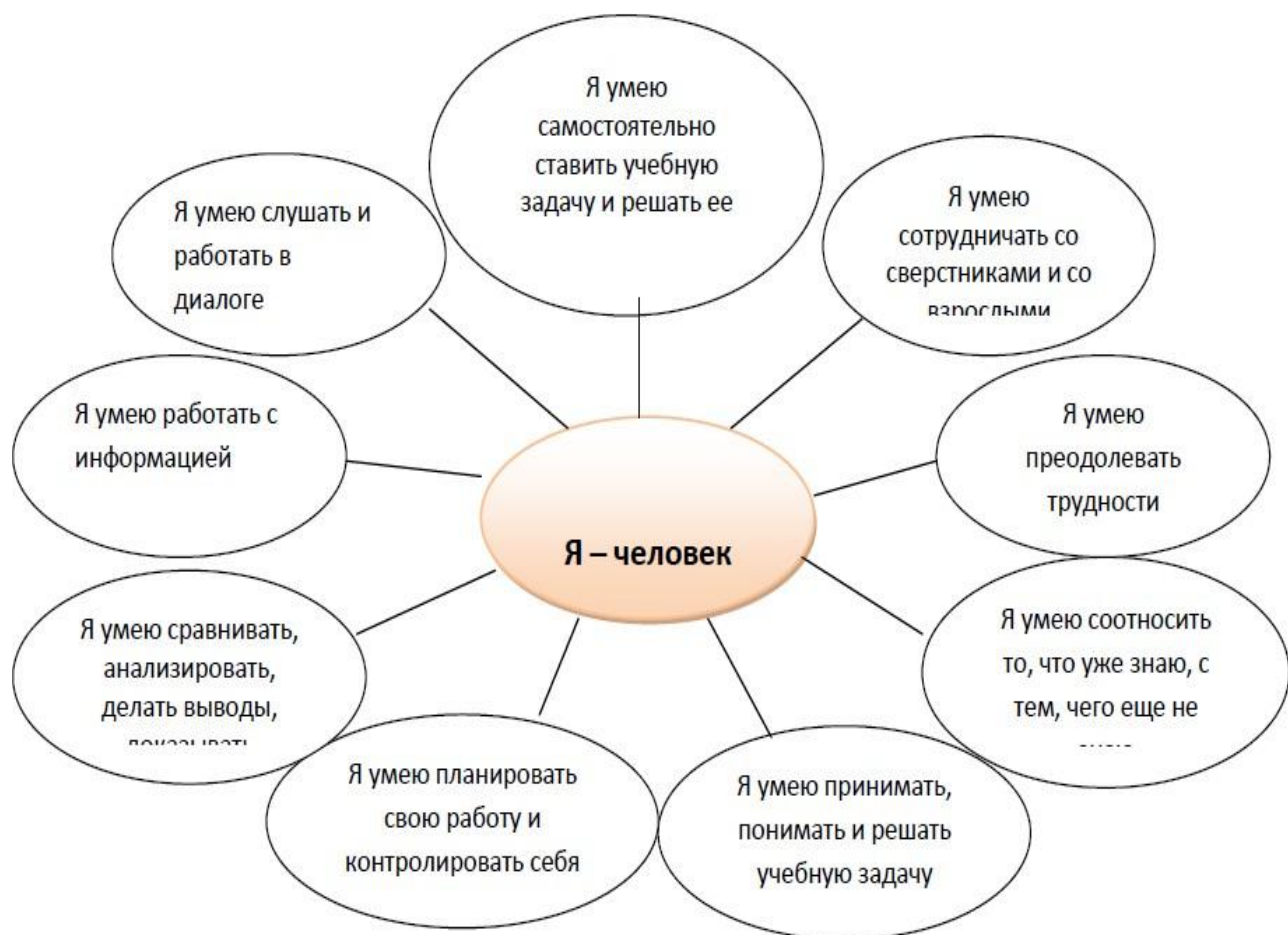 Я умею
самостоятельно
ставить учебную
задачу и решать ее
Я умею слушать и
работать в
диалоге
Я умею
сотрудничать со
сверстниками и со
взрослыми
Я умею работать с
информацией
Я умею
преодолевать
трудности
Я – человек
Я умею сравнивать,
анализировать,
делать выводы,
Я умею соотносить
то, что уже знаю, с
тем, чего еще не
Я умею планировать
свою работу и
контролировать себя
Я умею принимать,
понимать и решать
учебную задачу